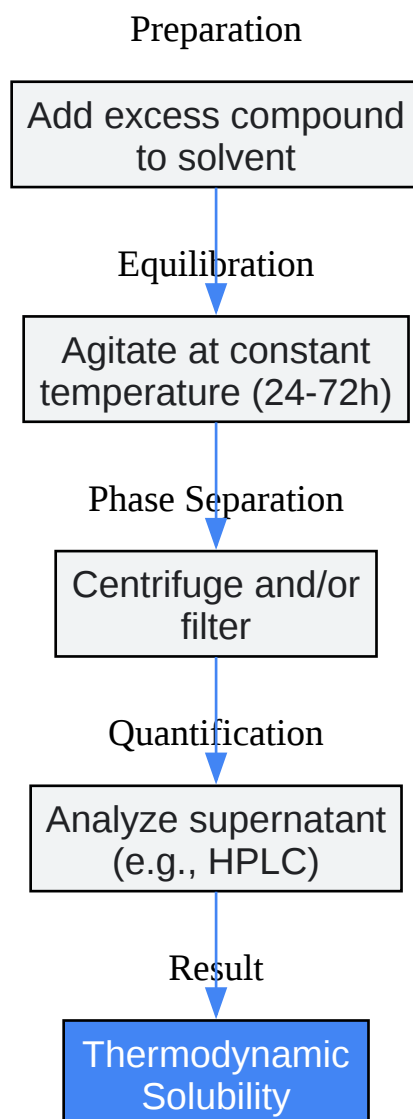 Preparation
Add excess compound
to solvent
Equilibration
Agitate at constant
temperature (24-72h)
Phase Separation
Centrifuge and/or
filter
Quantification
Analyze supernatant
(e.g., HPLC)
Result
Thermodynamic
Solubility